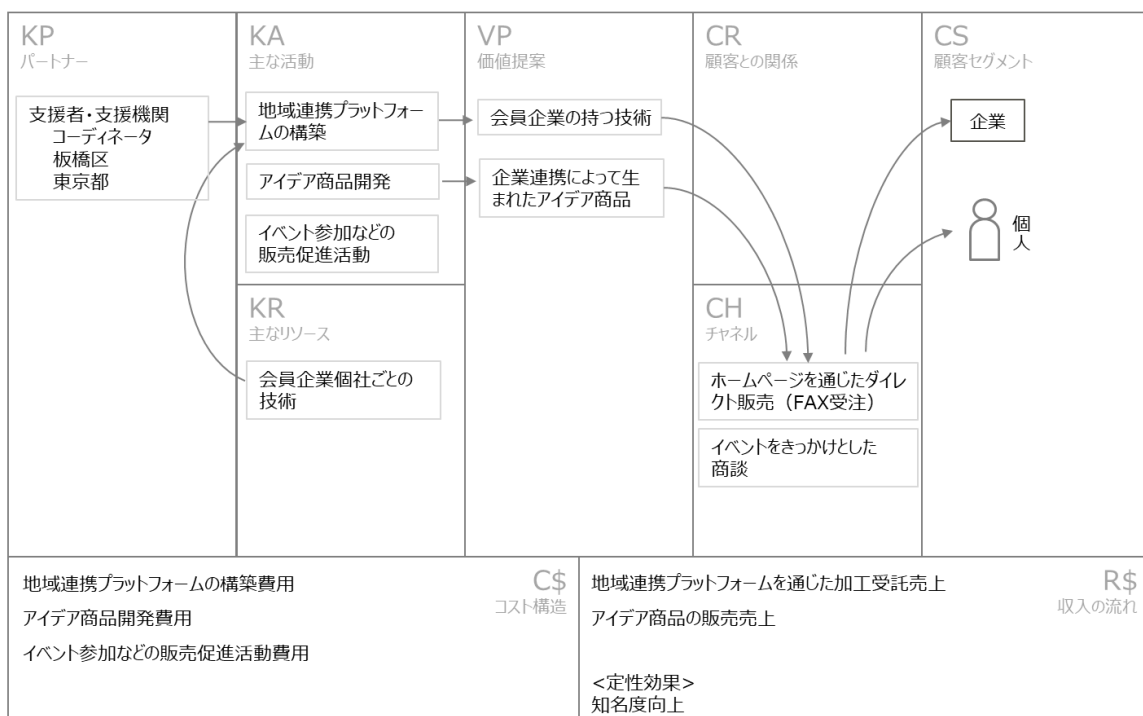 KP
パートナー
支援者・支援機関
コーディネータ
板橋区
東京都
KA
主な活動
地域連携プラットフォー
ムの構築
アイデア商品開発
イベント参加などの
販売促進活動
KR
主なリソース
会員企業個社ごとの
技術
VP
価値提案
会員企業の持つ技術
企業連携によって生
まれたアイデア商品
CR
顧客との関係
CH
チャネル
ホームページを通じたダイレ
クト販売（FAX受注）
イベントをきっかけとした
商談
CS
顧客セグメント
企業
個
人
C$
コスト構造
地域連携プラットフォームの構築費用
アイデア商品開発費用
イベント参加などの販売促進活動費用
R$
収入の流れ
地域連携プラットフォームを通じた加工受託売上
アイデア商品の販売売上
<定性効果>
知名度向上